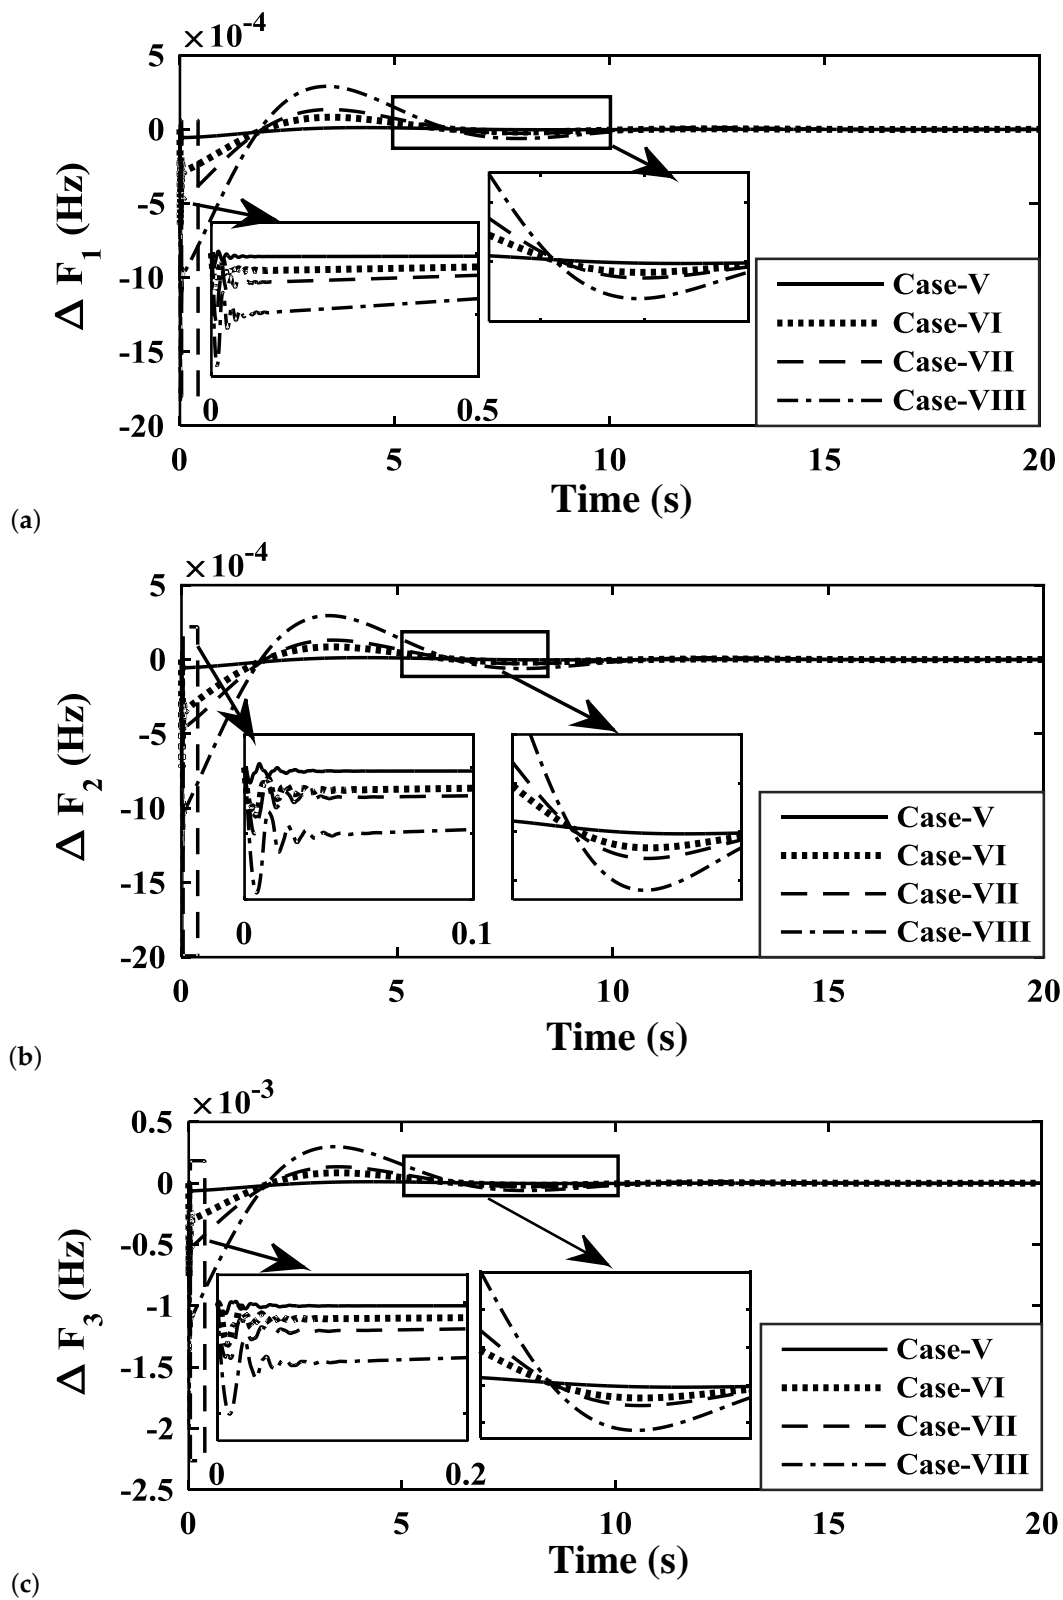 ×10-4
5
0
-5
-10
-15
-20
Δ F1 (Hz)
0
0.5
Case-V
Case-VI
Case-VII
Case-VIII
0
5
10
15
20
Time (s)
(a)
×10-4
5
0
-5
-10
-15
-20
Δ F2 (Hz)
0
0.1
Case-V
Case-VI
Case-VII
Case-VIII
0
5
10
15
20
Time (s)
(b)
×10-3
0.5
0
-0.5
-1
-1.5
-2
-2.5
Δ F3 (Hz)
0
0.2
Case-V
Case-VI
Case-VII
Case-VIII
0
5
10
15
20
Time (s)
(c)